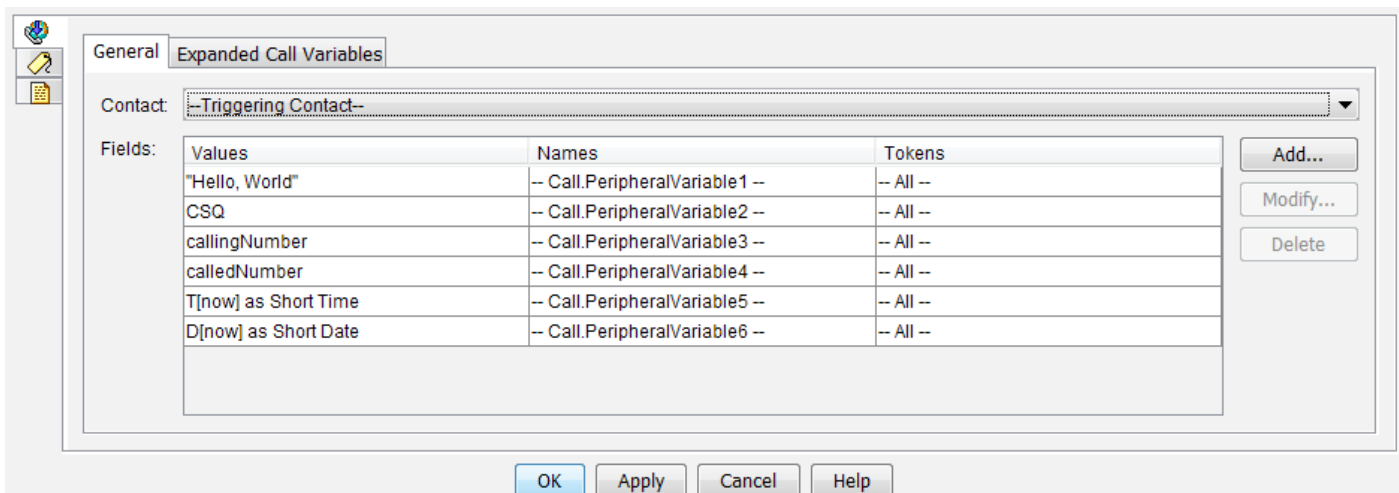 General Expanded Call Variables
Contact: --Triggering Contact--
Fields:
Values Names Tokens
"Hello, World" -- Call.PeripheralVariable1 -- -- All --
CSQ -- Call.PeripheralVariable2 -- -- All --
callingNumber -- Call.PeripheralVariable3 -- -- All --
calledNumber -- Call.PeripheralVariable4 -- -- All --
T[now] as Short Time -- Call.PeripheralVariable5 -- -- All --
D[now] as Short Date -- Call.PeripheralVariable6 -- -- All --
Add...
Modify...
Delete
OK Apply Cancel Help